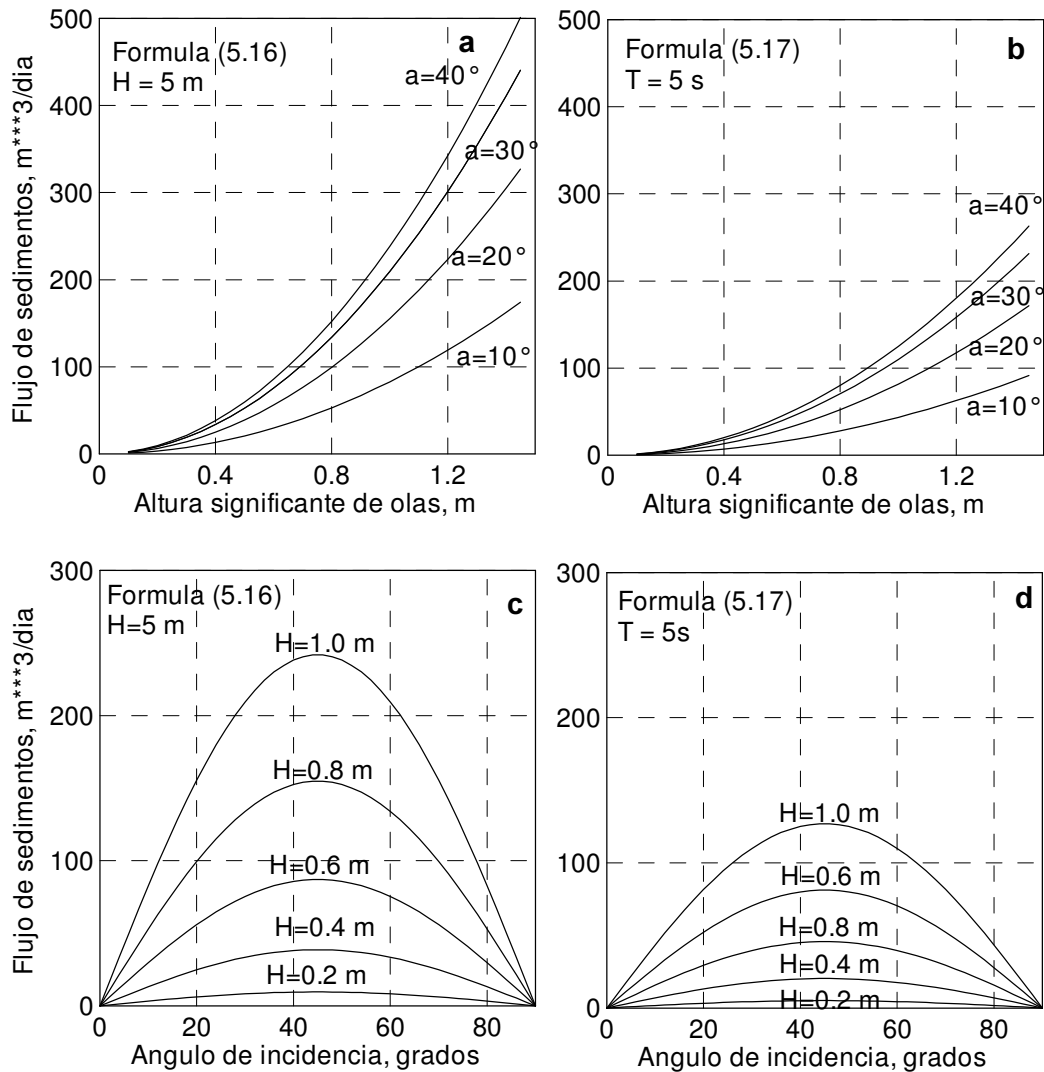 Flujo de sedimentos, m***3/dia
500
400
300
200
100
0
Formula (5.16)
H = 5 m
a
a=40°
a=30°
a=20°
a=10°
0
0.4
0.8
1.2
Altura significante de olas, m
500
400
300
200
100
0
Formula (5.17)
T = 5 s
b
a=40°
a=30°
a=20°
a=10°
0
0.4
0.8
1.2
Altura significante de olas, m
Flujo de sedimentos, m***3/dia
300
200
100
0
Formula (5.16)
H=5 m
c
H=1.0 m
H=0.8 m
H=0.6 m
H=0.4 m
H=0.2 m
0
20
40
60
80
Angulo de incidencia, grados
300
200
100
0
Formula (5.17)
T = 5s
d
H=1.0 m
H=0.6 m
H=0.8 m
H=0.4 m
H=0.2 m
0
20
40
60
80
Angulo de incidencia, grados